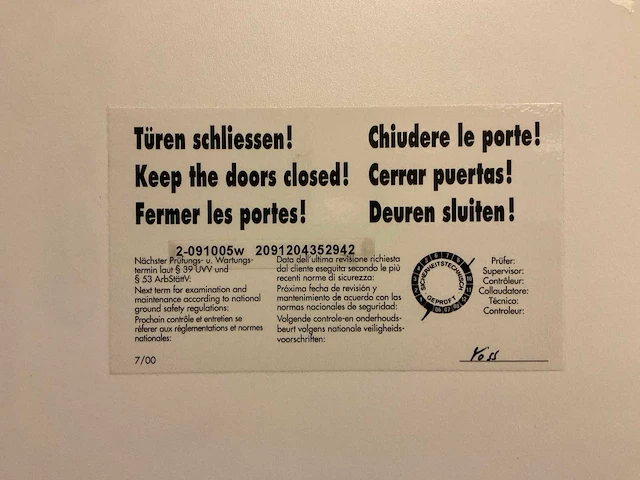 Türen schliessen!
Keep the doors closed!
Fermer les portes!
Chiudere le porte!
Cerrar puertas!
Deuren sluiten!
2-091005w 2091204352942
Nächster Prüfungs- u. Wartungs-
termin laut § 39 UVV und
§ 53 ArbStättV:
Next term for examination and
maintenance according to national
ground safety regulations:
Prochain contrôle et entretien se
réferer aux réglementations et normes
nationales:
7/00
Data dell'ultima revisione richiesta
dal cliente eseguita secondo le più
recenti norme di sicurezza:
Próxima fecha de revisión y
mantenimiento de acuerdo con las
normas nacionales de seguridad:
Volgende controle-en onderhouds-
beurt volgens nationale veiligheids-
voorschriften:
SICHERHEITSTECHNISCH
GEPRÜFT
Prüfer:
Supervisor:
Contrôleur:
Collaudatore:
Técnico:
Controleur:
Voss